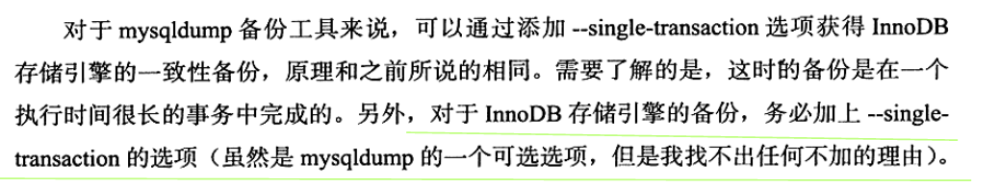 对于 mysqldump 备份工具来说，可以通过添加 --single-transaction 选项获得 InnoDB
存储引擎的一致性备份，原理和之前所说的相同。需要了解的是，这时的备份是在一个
执行时间很长的事务中完成的。另外，对于 InnoDB 存储引擎的备份，务必加上 --single-
transaction 的选项（虽然是 mysqldump 的一个可选选项，但是我找不出任何不加的理由）。